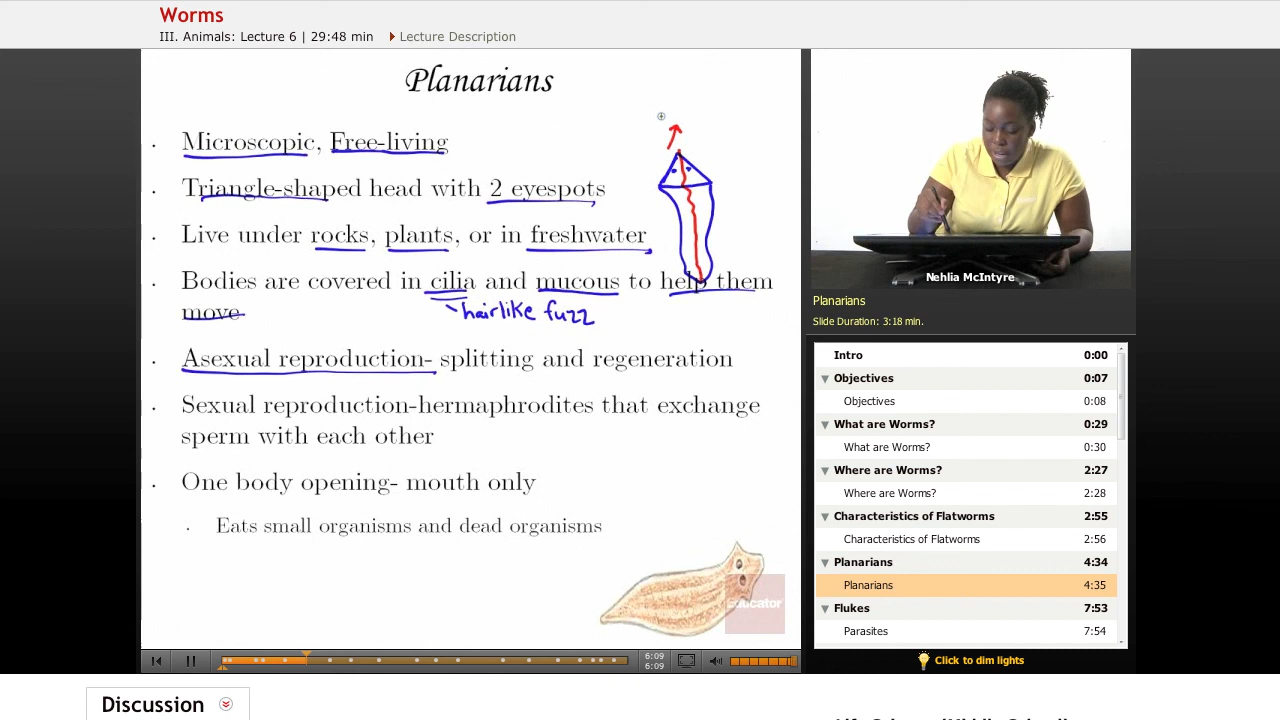 Worms
III. Animals: Lecture 6 | 29:48 min Lecture Description
Planarians
Microscopic, Free-living
Triangle-shaped head with 2 eyespots
Live under rocks, plants, or in freshwater
Bodies are covered in cilia and mucous to help them
move
hairlike fuzz
Asexual reproduction- splitting and regeneration
Sexual reproduction-hermaphrodites that exchange
sperm with each other
One body opening- mouth only
Eats small organisms and dead organisms
Educator
6:09
6:09
Nehlia McIntyre
Planarians
Slide Duration: 3:18 min.
Intro 0:00
Objectives 0:07
Objectives 0:08
What are Worms? 0:29
What are Worms? 0:30
Where are Worms? 2:27
Where are Worms? 2:28
Characteristics of Flatworms 2:55
Characteristics of Flatworms 2:56
Planarians 4:34
Planarians 4:35
Flukes 7:53
Parasites 7:54
Click to dim lights
Discussion